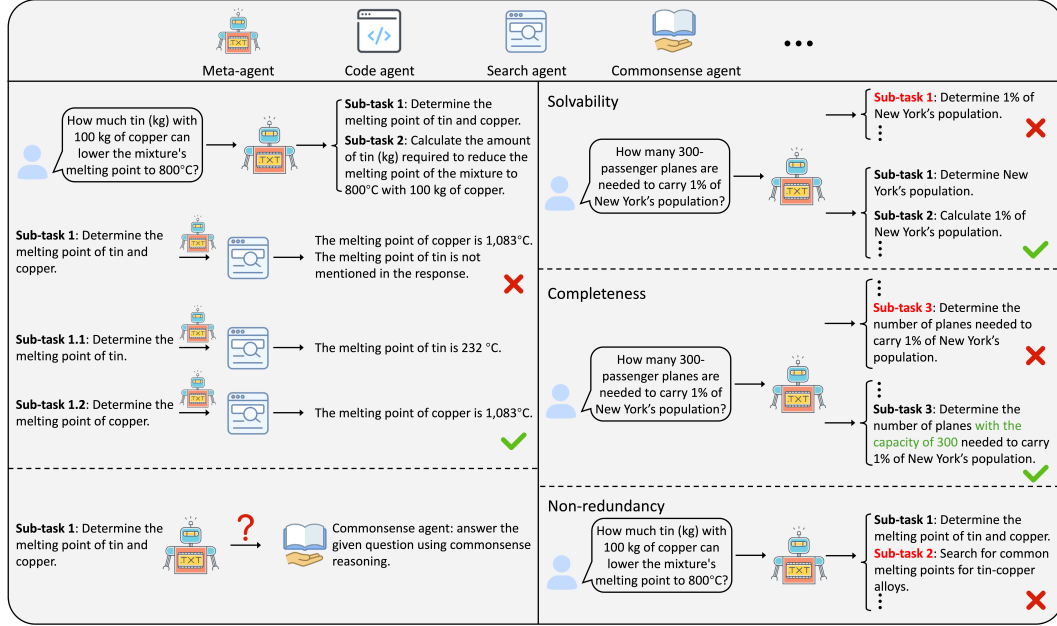 TXT
</>
Meta-agent
Code agent
Search agent
Commonsense agent
How much tin (kg) with
100 kg of copper can
lower the mixture's
melting point to 800°C?
TXT
Sub-task 1: Determine the
melting point of tin and copper.
Sub-task 2: Calculate the amount
of tin (kg) required to reduce the
melting point of the mixture to
800°C with 100 kg of copper.
Sub-task 1: Determine the
melting point of tin and
copper.
TXT
The melting point of copper is 1,083°C.
The melting point of tin is not
mentioned in the response.
Sub-task 1.1: Determine the
melting point of tin.
TXT
The melting point of tin is 232 °C.
Sub-task 1.2: Determine the
melting point of copper.
TXT
The melting point of copper is 1,083°C.
Sub-task 1: Determine the
melting point of tin and
copper.
TXT
?
Commonsense agent: answer the
given question using commonsense
reasoning.
Solvability
How many 300-
passenger planes are
needed to carry 1% of
New York's population?
TXT
Sub-task 1: Determine 1% of
New York's population.
Sub-task 1: Determine New
York's population.
Sub-task 2: Calculate 1% of
New York's population.
Completeness
How many 300-
passenger planes are
needed to carry 1% of
New York's population?
TXT
Sub-task 3: Determine the
number of planes needed to
carry 1% of New York's
population.
Sub-task 3: Determine the
number of planes with the
capacity of 300 needed to carry
1% of New York's population.
Non-redundancy
How much tin (kg) with
100 kg of copper can
lower the mixture's
melting point to 800°C?
TXT
Sub-task 1: Determine the
melting point of tin and copper.
Sub-task 2: Search for common
melting points for tin-copper
alloys.